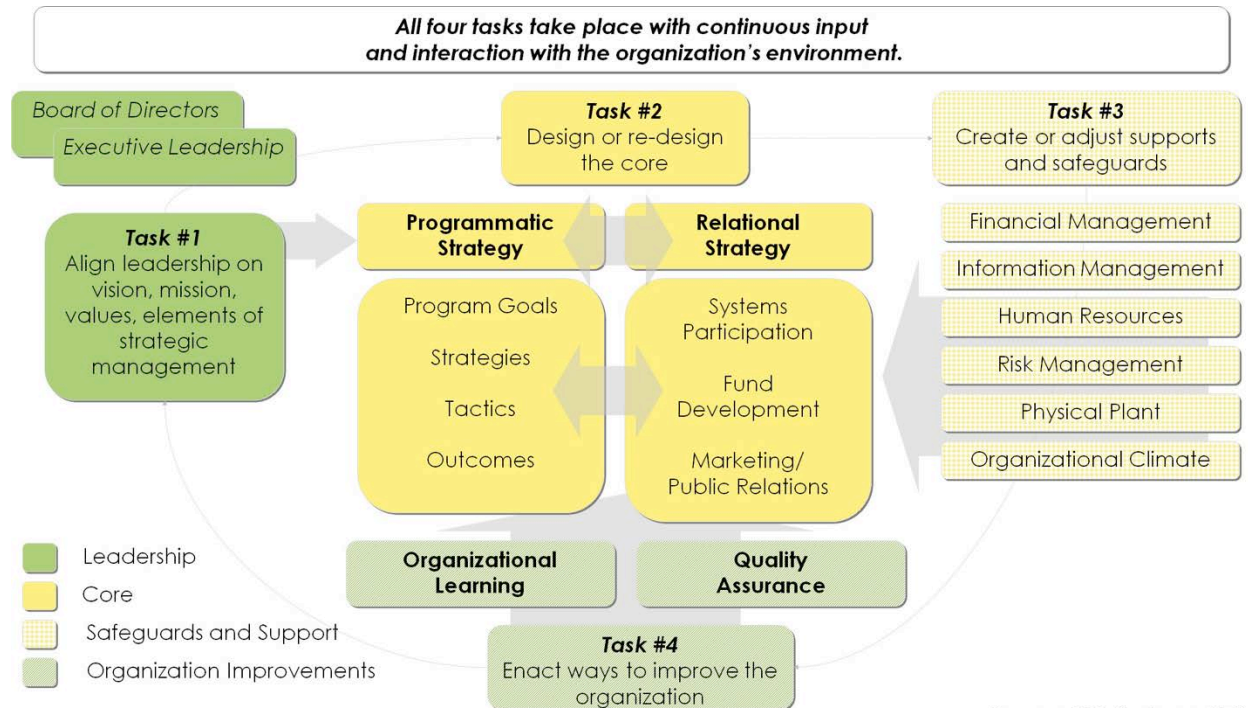 All four tasks take place with continuous input
and interaction with the organization's environment.
Board of Directors
Executive Leadership
Task #1
Align leadership on
vision, mission,
values, elements of
strategic
management
Task #2
Design or re-design
the core
Programmatic
Strategy
Relational
Strategy
Program Goals
Strategies
Tactics
Outcomes
Systems
Participation
Fund
Development
Marketing/
Public Relations
Task #3
Create or adjust supports
and safeguards
Financial Management
Information Management
Human Resources
Risk Management
Physical Plant
Organizational Climate
Organizational
Learning
Quality
Assurance
Task #4
Enact ways to improve the
organization
Leadership
Core
Safeguards and Support
Organization Improvements